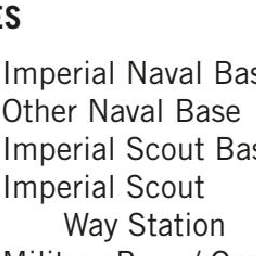 ES
Imperial Naval Bas
Other Naval Base
Imperial Scout Bas
Imperial Scout
Way Station